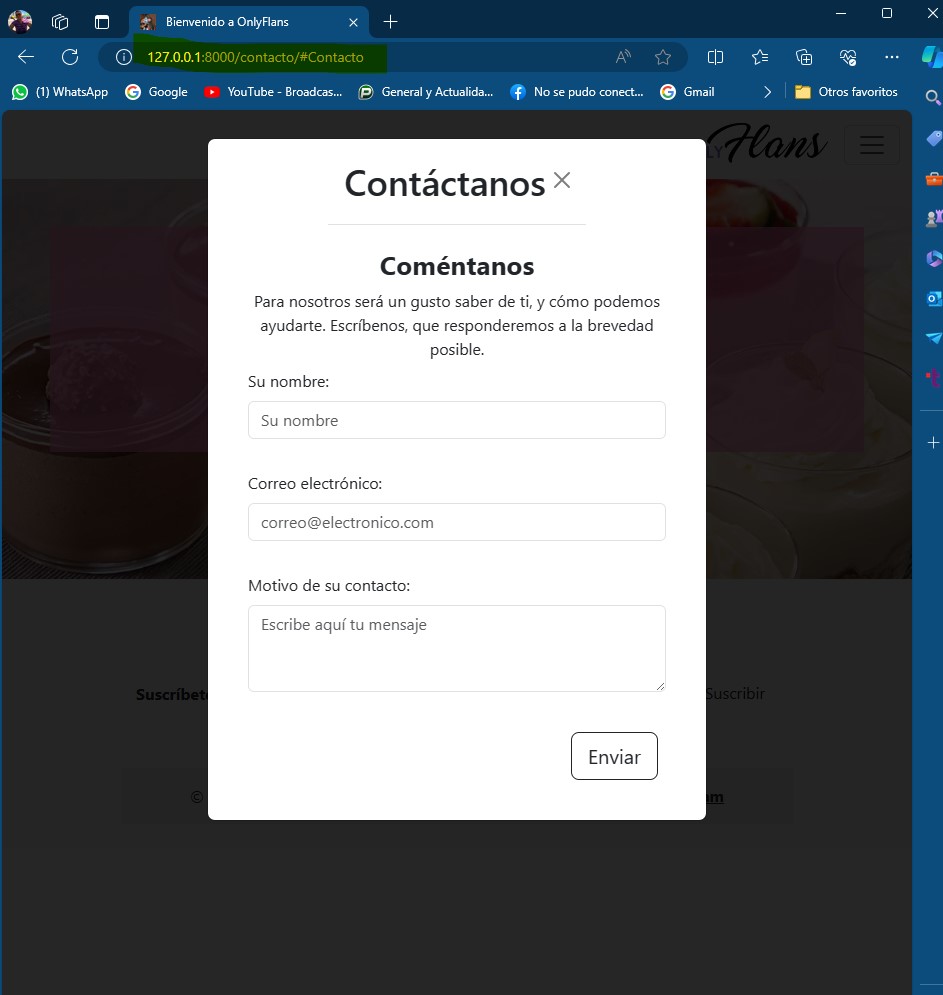 Bienvenido a OnlyFlans
127.0.0.1:8000/contacto/#Contacto
(1) WhatsApp
Google
YouTube - Broadcas...
General y Actualida...
No se pudo conect...
Gmail
Otros favoritos
LY Flans
Contáctanos
Coméntanos
Para nosotros será un gusto saber de ti, y cómo podemos
ayudarte. Escríbenos, que responderemos a la brevedad
posible.
Su nombre:
Su nombre
Correo electrónico:
correo@electronico.com
Motivo de su contacto:
Escribe aquí tu mensaje
Suscríbet
Suscribir
Enviar
©